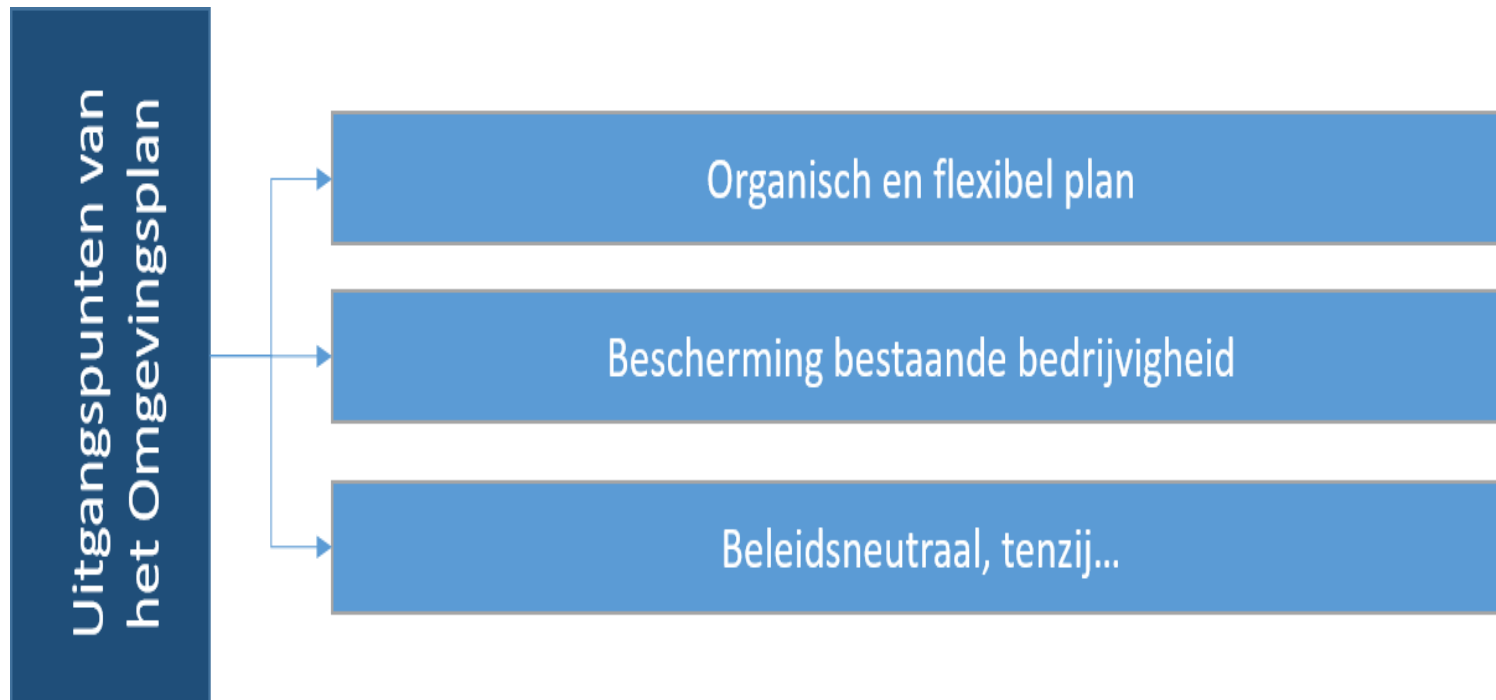 Uitgangspunten van
het Omgevingsplan
Organisch en flexibel plan
Bescherming bestaande bedrijvigheid
Beleidsneutraal, tenzij...